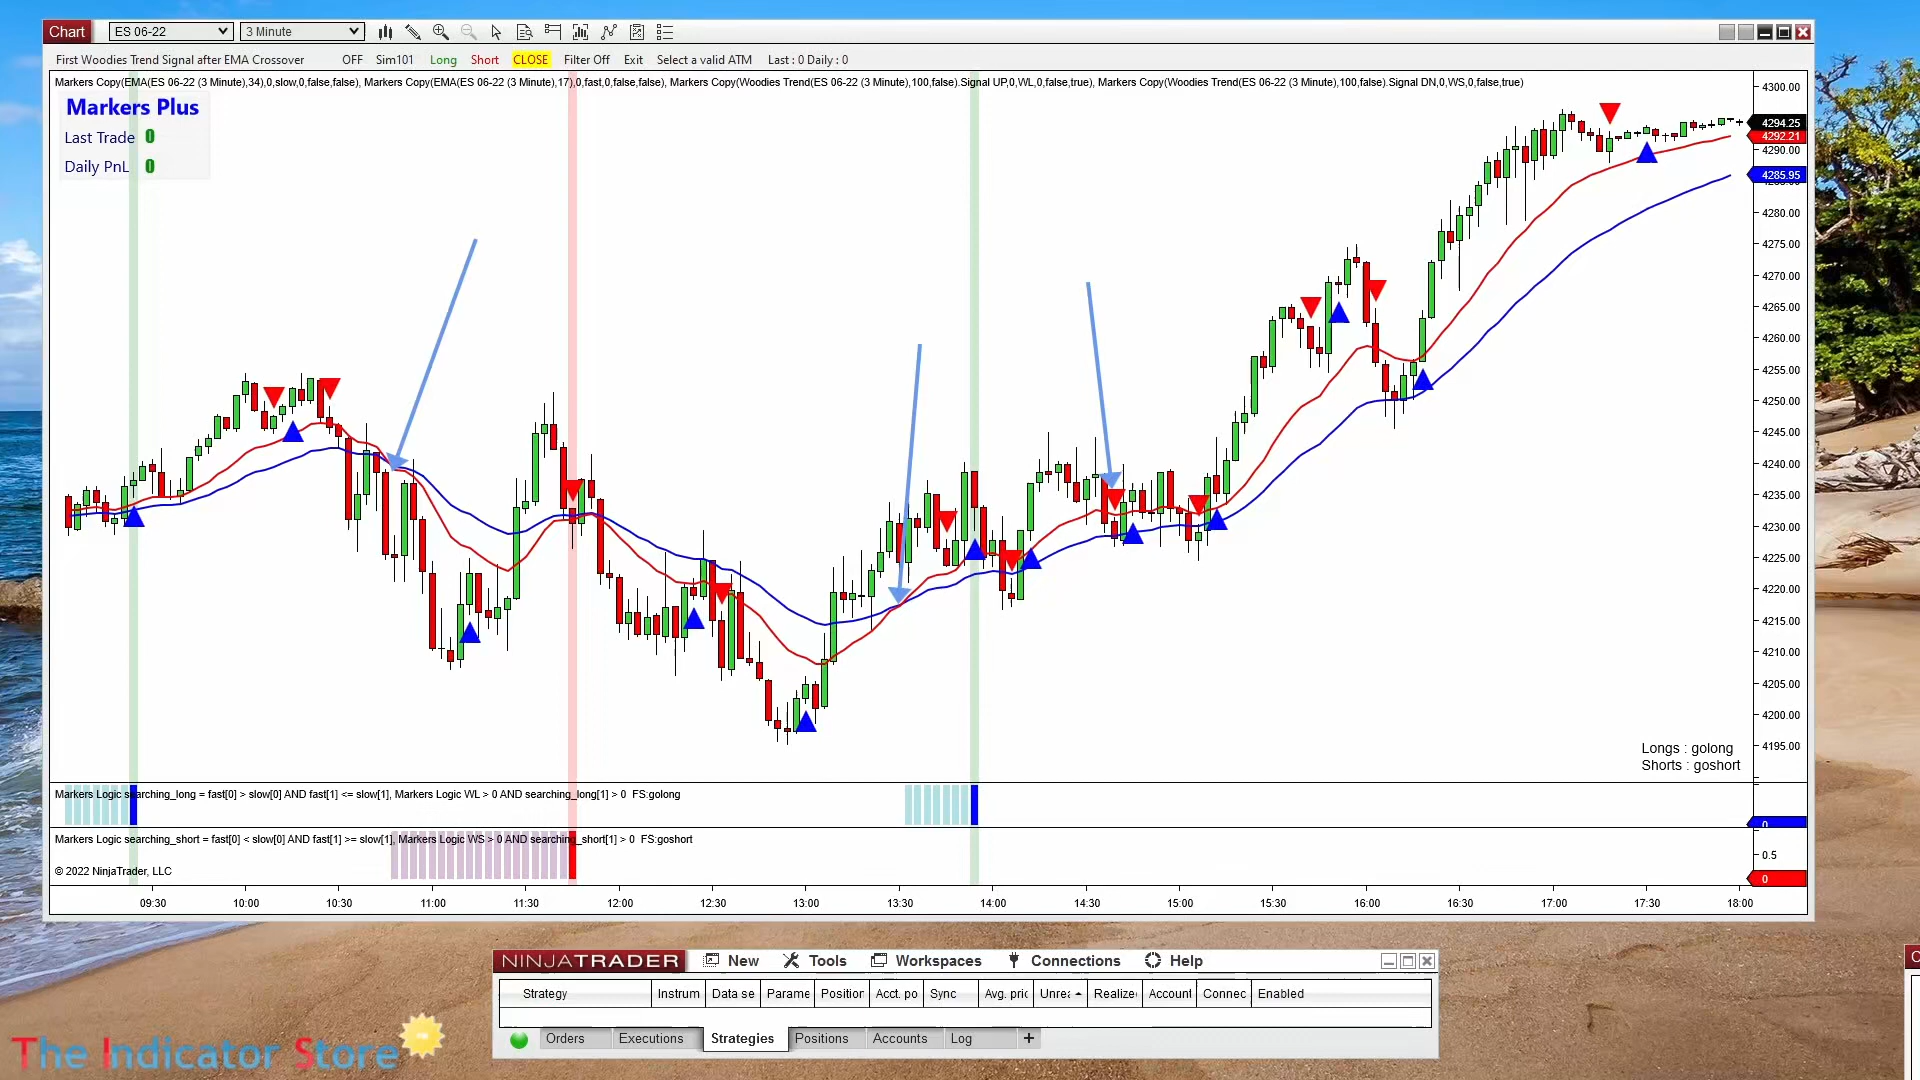 Chart ES 06-22 3 Minute
First Woodies Trend Signal after EMA Crossover OFF Sim101 Long Short CLOSE Filter Off Exit Select a valid ATM Last : 0 Daily : 0
Markers Copy(EMA(ES 06-22 (3 Minute),34),0,slow,0,false,false), Markers Copy(EMA(ES 06-22 (3 Minute),17),0,fast,0,false,false), Markers Copy(Woodies Trend(ES 06-22 (3 Minute),100,false).Signal UP,0,WL,0,false,true), Markers Copy(Woodies Trend(ES 06-22 (3 Minute),100,false).Signal DN,0,WS,0,false,true)
Markers Plus
Last Trade 0
Daily PnL 0
4300.00
4294.25
4292.21
4290.00
4285.95
4280.00
4275.00
4270.00
4265.00
4260.00
4255.00
4250.00
4245.00
4240.00
4235.00
4230.00
4225.00
4220.00
4215.00
4210.00
4205.00
4200.00
4195.00
Longs : golong
Shorts : goshort
Markers Logic searching_long = fast[0] > slow[0] AND fast[1] <= slow[1], Markers Logic WL > 0 AND searching_long[1] > 0 FS:golong
0
Markers Logic searching_short = fast[0] < slow[0] AND fast[1] >= slow[1], Markers Logic WS > 0 AND searching_short[1] > 0 FS:goshort
0.5
© 2022 NinjaTrader, LLC
0
09:30 10:00 10:30 11:00 11:30 12:00 12:30 13:00 13:30 14:00 14:30 15:00 15:30 16:00 16:30 17:00 17:30 18:00
NINJATRADER New Tools Workspaces Connections Help
Strategy Instrum Data se Parame Position Acct. po Sync Avg. pric Unrea Realize Account Connec Enabled
Orders Executions Strategies Positions Accounts Log +
The Indicator Store